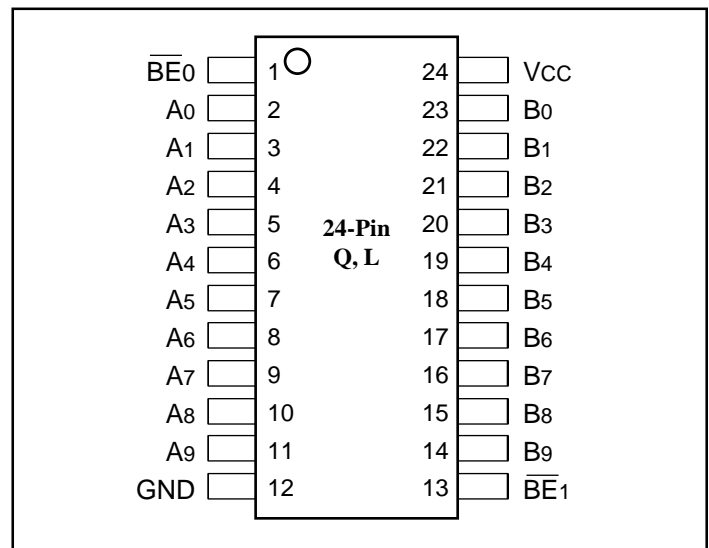 B̅E̅0 1 24 Vcc
A0 2 23 B0
A1 3 22 B1
A2 4 21 B2
A3 5 20 B3
24-Pin
Q, L
A4 6 19 B4
A5 7 18 B5
A6 8 17 B6
A7 9 16 B7
A8 10 15 B8
A9 11 14 B9
GND 12 13 B̅E̅1